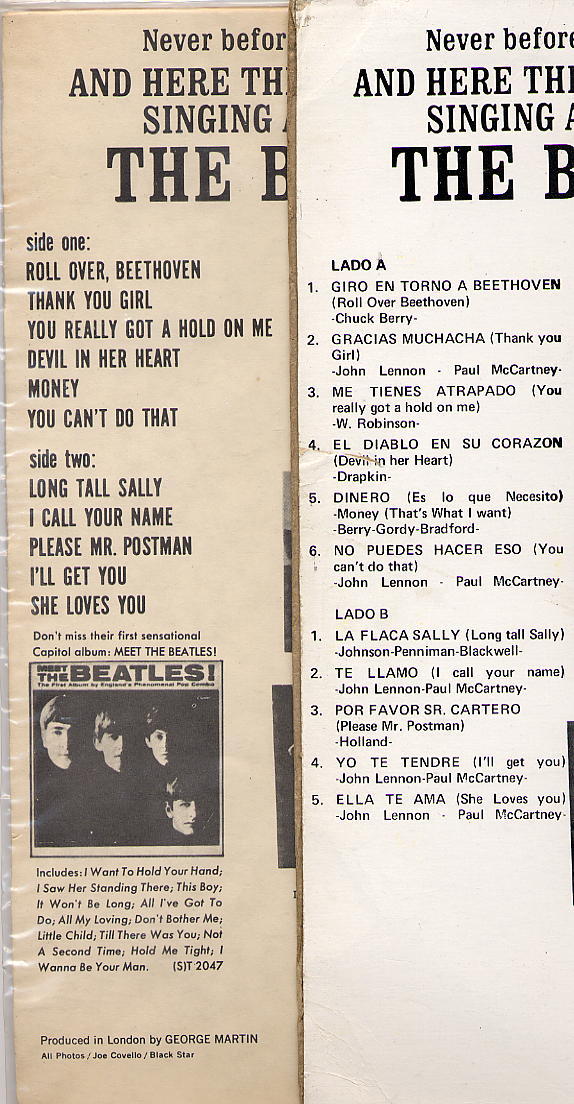 Never befor
AND HERE TH
SINGING
THE B
side one:
ROLL OVER, BEETHOVEN
THANK YOU GIRL
YOU REALLY GOT A HOLD ON ME
DEVIL IN HER HEART
MONEY
YOU CAN'T DO THAT
side two:
LONG TALL SALLY
I CALL YOUR NAME
PLEASE MR. POSTMAN
I'LL GET YOU
SHE LOVES YOU
Don't miss their first sensational
Capitol album: MEET THE BEATLES!
MEET
THE BEATLES!
The First Album by England's Phenomenal Pop Combo
Includes: I Want To Hold Your Hand;
I Saw Her Standing There; This Boy;
It Won't Be Long; All I've Got To
Do; All My Loving; Don't Bother Me;
Little Child; Till There Was You; Not
A Second Time; Hold Me Tight; I
Wanna Be Your Man. (S)T 2047
Produced in London by GEORGE MARTIN
All Photos / Joe Covello / Black Star
Never before
AND HERE TH
SINGING A
THE B
LADO A
1. GIRO EN TORNO A BEETHOVEN
(Roll Over Beethoven)
-Chuck Berry-
2. GRACIAS MUCHACHA (Thank you
Girl)
-John Lennon - Paul McCartney-
3. ME TIENES ATRAPADO (You
really got a hold on me)
-W. Robinson-
4. EL DIABLO EN SU CORAZON
(Devil in her Heart)
-Drapkin-
5. DINERO (Es lo que Necesito)
-Money (That's What I want)
-Berry-Gordy-Bradford-
6. NO PUEDES HACER ESO (You
can't do that)
-John Lennon - Paul McCartney-
LADO B
1. LA FLACA SALLY (Long tall Sally)
-Johnson-Penniman-Blackwell-
2. TE LLAMO (I call your name)
-John Lennon-Paul McCartney-
3. POR FAVOR SR. CARTERO
(Please Mr. Postman)
-Holland-
4. YO TE TENDRE (I'll get you)
-John Lennon-Paul McCartney-
5. ELLA TE AMA (She Loves you)
-John Lennon - Paul McCartney-